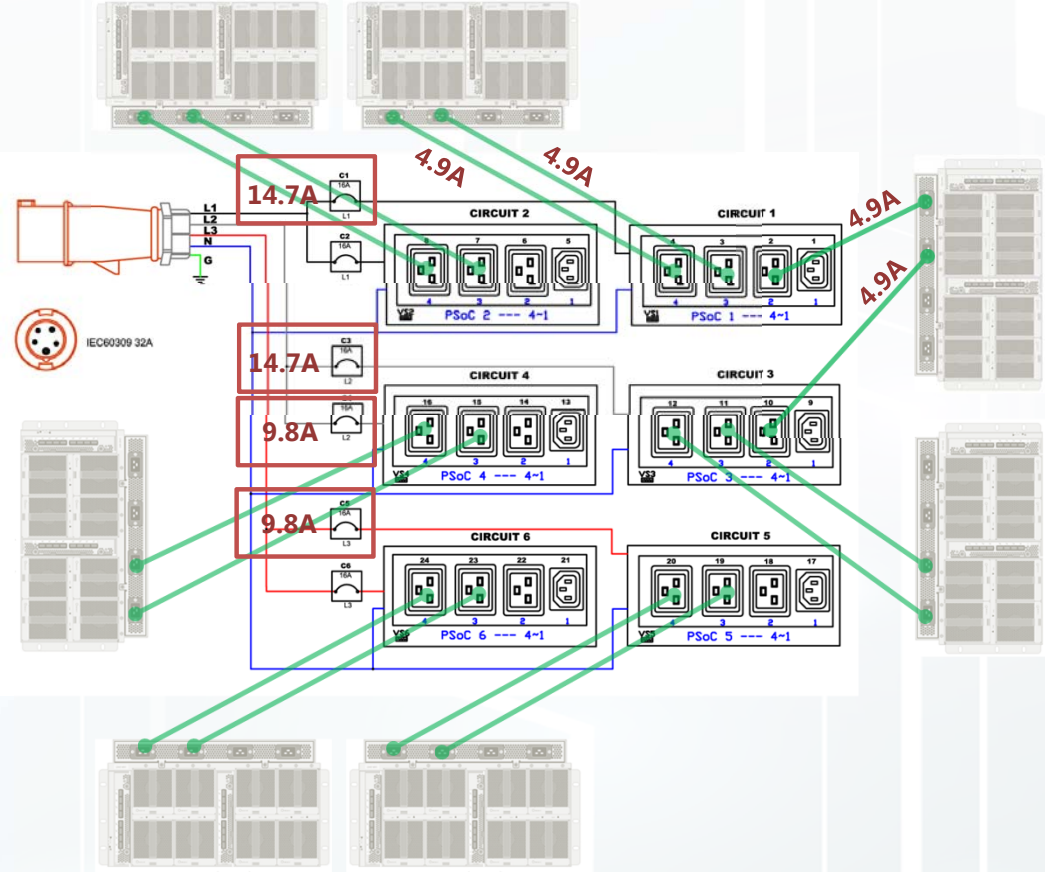 4.9A
4.9A
14.7A
C1
16A
L1
L1
L2
L3
N
G
C2
16A
L1
CIRCUIT 2
7
6
5
4
3
2
1
VS2
PSoC 2 --- 4~1
CIRCUIT 1
4
3
2
1
4
3
2
1
VS1
PSoC 1 --- 4~1
4.9A
4.9A
IEC60309 32A
14.7A
C3
16A
L2
9.8A
16A
L2
CIRCUIT 4
16
15
14
13
4
3
2
1
VS4
PSoC 4 --- 4~1
CIRCUIT 3
12
11
10
9
4
3
2
1
VS3
PSoC 3 --- 4~1
9.8A
C5
16A
L3
C6
16A
L3
CIRCUIT 6
24
23
22
21
4
3
2
1
PSoC 6 --- 4~1
CIRCUIT 5
20
19
18
17
4
3
2
1
PSoC 5 --- 4~1